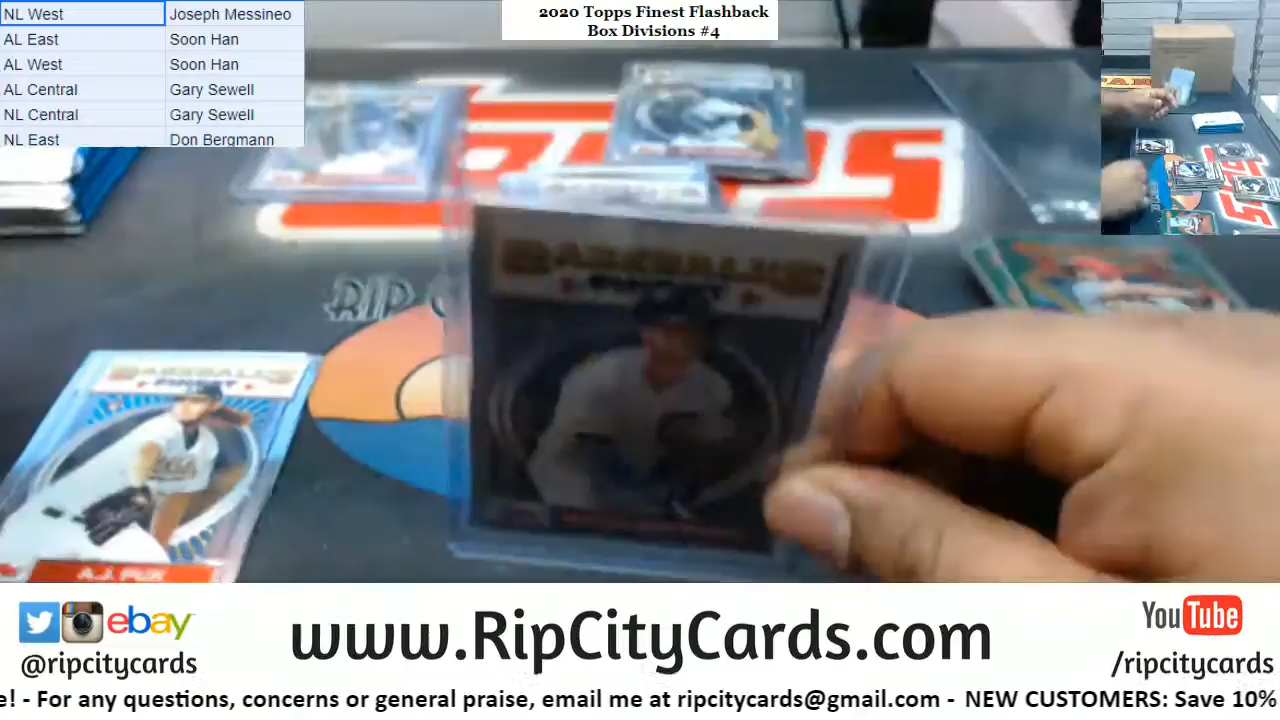 NL West Joseph Messineo
AL East Soon Han
AL West Soon Han
AL Central Gary Sewell
NL Central Gary Sewell
NL East Don Bergmann
2020 Topps Finest Flashback
Box Divisions #4
RIP
BASEBALL'S
FINEST
BASEBALL'S
A.J. PUK
ebay
@ripcitycards
www.RipCityCards.com
YouTube
/ripcitycards
e! - For any questions, concerns or general praise, email me at ripcitycards@gmail.com - NEW CUSTOMERS: Save 10%